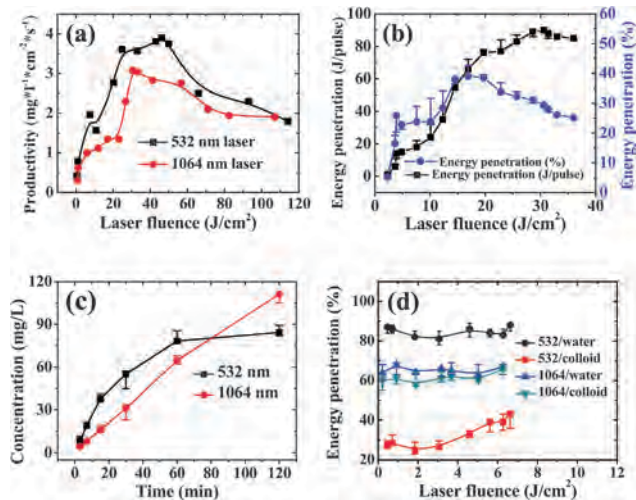 (a)
Productivity (mg*l⁻¹*cm⁻²*s⁻¹)
4
3
2
1
0
532 nm laser
1064 nm laser
0 20 40 60 80 100 120
Laser fluence (J/cm²)
(b)
Energy penetration (J/pulse)
100
80
60
40
20
0
Energy penetration (%)
Energy penetration (J/pulse)
60
50
40
30
20
10
0
Energy penetration (%)
0 10 20 30 40
Laser fluence (J/cm²)
(c)
Concentration (mg/L)
120
90
60
30
0
532 nm
1064 nm
0 20 40 60 80 100 120
Time (min)
(d)
Energy penetration (%)
100
80
60
40
20
0
532/water
532/colloid
1064/water
1064/colloid
0 2 4 6 8
Laser fluence (J/cm²)